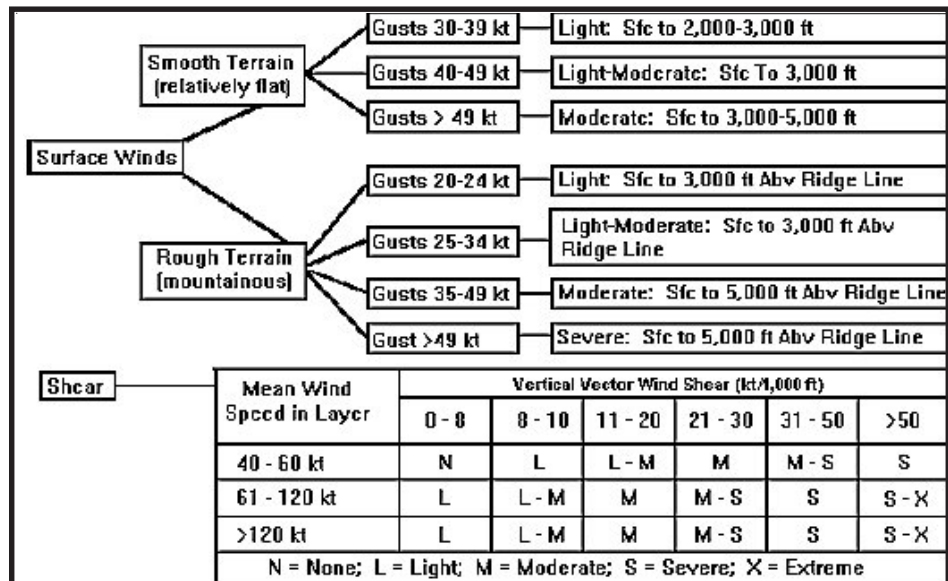 Gusts 30-39 kt
Light: Sfc to 2,000-3,000 ft
Smooth Terrain
(relatively flat)
Gusts 40-49 kt
Light-Moderate: Sfc To 3,000 ft
Gusts > 49 kt
Moderate: Sfc to 3,000-5,000 ft
Surface Winds
Gusts 20-24 kt
Light: Sfc to 3,000 ft Abv Ridge Line
Rough Terrain
(mountainous)
Gusts 25-34 kt
Light-Moderate: Sfc to 3,000 ft Abv
Ridge Line
Gusts 35-49 kt
Moderate: Sfc to 5,000 ft Abv Ridge Line
Gust >49 kt
Severe: Sfc to 5,000 ft Abv Ridge Line
Shear
Mean Wind
Speed in Layer
Vertical Vector Wind Shear (kt/1,000 ft)
0 - 8 8 - 10 11 - 20 21 - 30 31 - 50 >50
40 - 60 kt N L L - M M M - S S
61 - 120 kt L L - M M M - S S S - X
>120 kt L L - M M M - S S S - X
N = None; L = Light; M = Moderate; S = Severe; X = Extreme